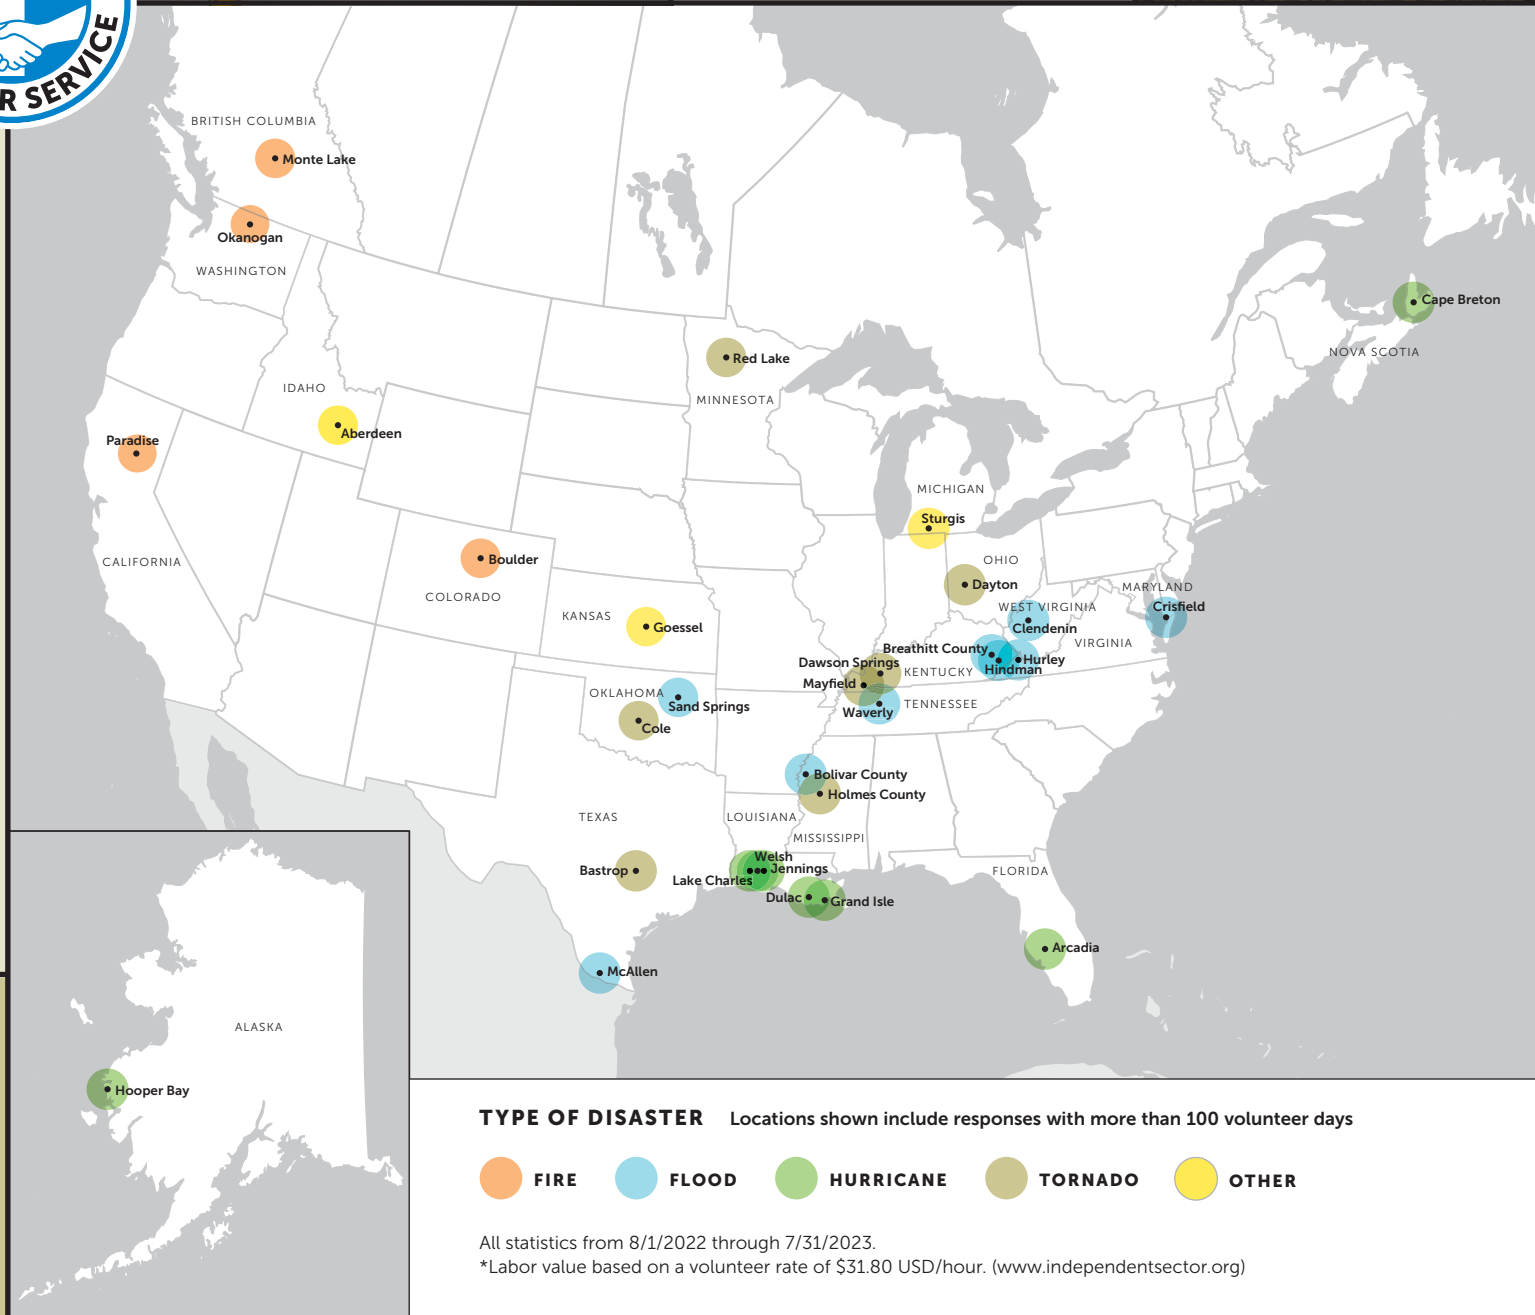 R SERVICE
BRITISH COLUMBIA
Monte Lake
Okanogan
WASHINGTON
Cape Breton
NOVA SCOTIA
Red Lake
MINNESOTA
IDAHO
Aberdeen
Paradise
CALIFORNIA
MICHIGAN
Sturgis
Boulder
COLORADO
OHIO
Dayton
MARYLAND
Crisfield
WEST VIRGINIA
Clendenin
VIRGINIA
KANSAS
Goessel
Breathitt County
Hurley
Hindman
Dawson Springs
KENTUCKY
Mayfield
OKLAHOMA
Sand Springs
Cole
Waverly
TENNESSEE
Bolivar County
Holmes County
TEXAS
LOUISIANA
MISSISSIPPI
Welsh
Jennings
Lake Charles
Bastrop
Dulac
Grand Isle
FLORIDA
Arcadia
McAllen
ALASKA
Hooper Bay
TYPE OF DISASTER Locations shown include responses with more than 100 volunteer days
FIRE FLOOD HURRICANE TORNADO OTHER
All statistics from 8/1/2022 through 7/31/2023.
*Labor value based on a volunteer rate of $31.80 USD/hour. (www.independentsector.org)